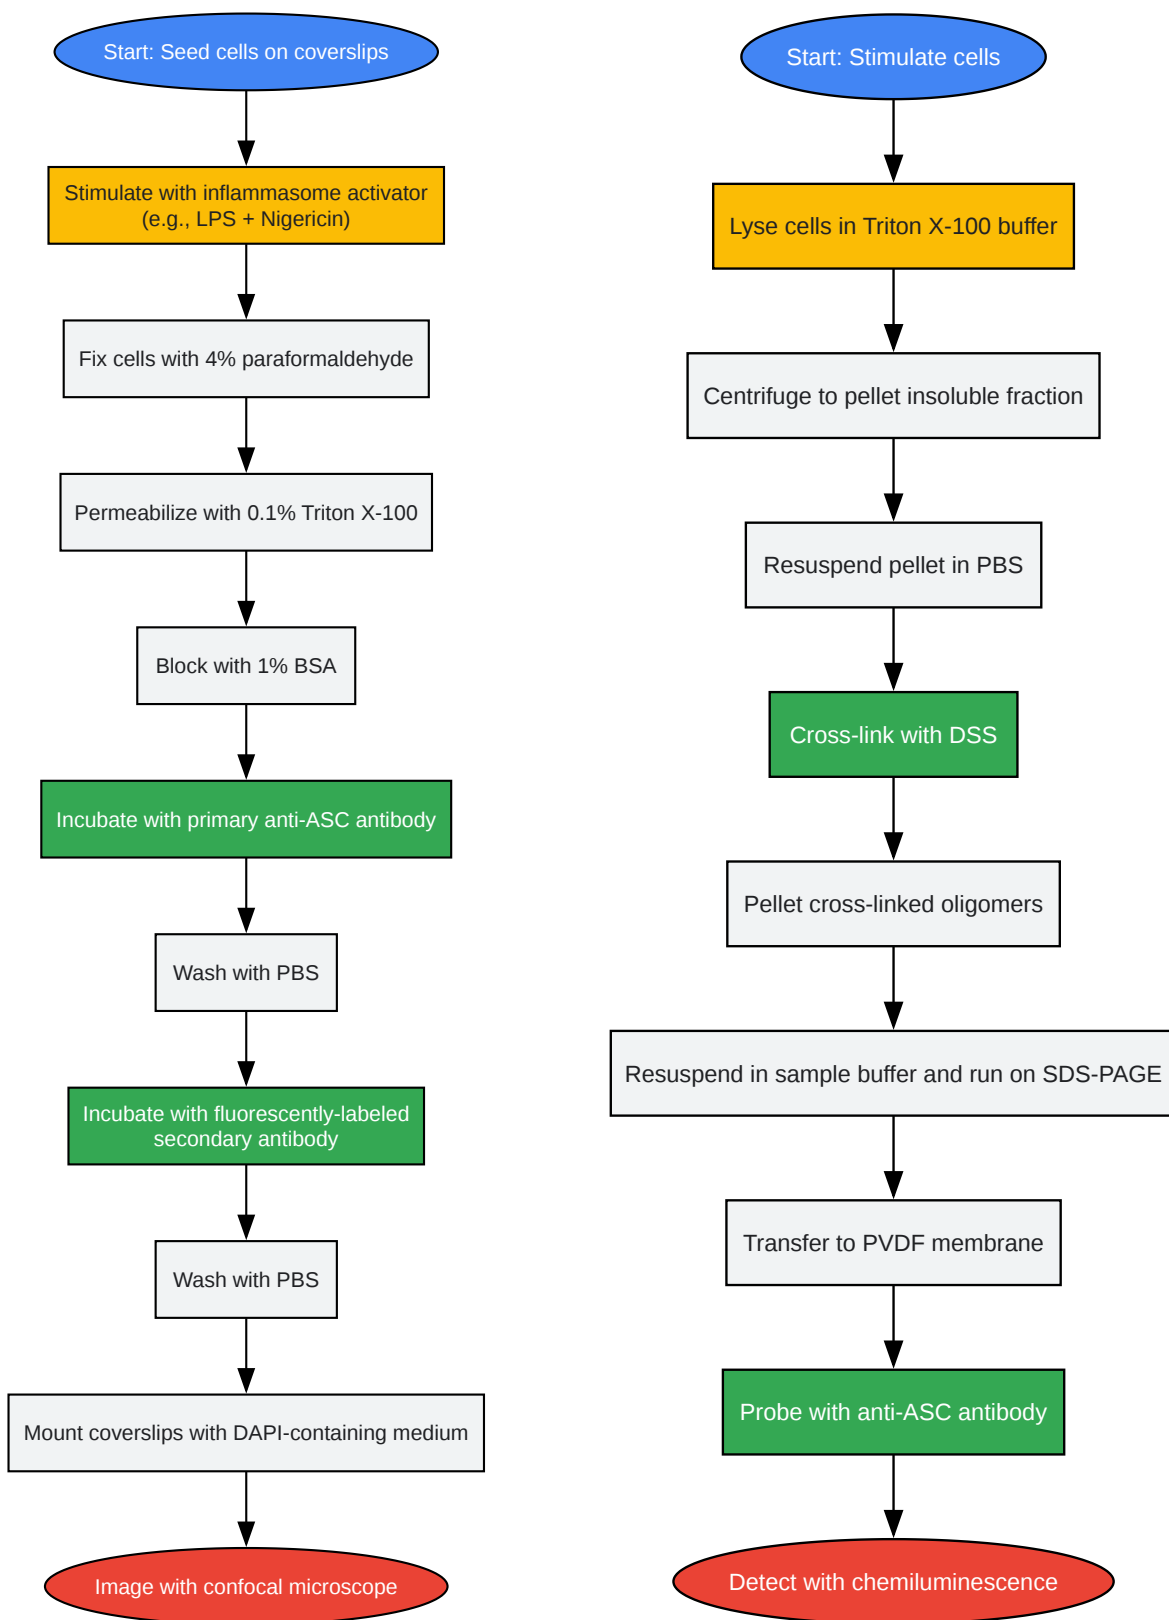 Start: Seed cells on coverslips
Stimulate with inflammasome activator
(e.g., LPS + Nigericin)
Fix cells with 4% paraformaldehyde
Permeabilize with 0.1% Triton X-100
Block with 1% BSA
Incubate with primary anti-ASC antibody
Wash with PBS
Incubate with fluorescently-labeled
secondary antibody
Wash with PBS
Mount coverslips with DAPI-containing medium
Image with confocal microscope
Start: Stimulate cells
Lyse cells in Triton X-100 buffer
Centrifuge to pellet insoluble fraction
Resuspend pellet in PBS
Cross-link with DSS
Pellet cross-linked oligomers
Resuspend in sample buffer and run on SDS-PAGE
Transfer to PVDF membrane
Probe with anti-ASC antibody
Detect with chemiluminescence